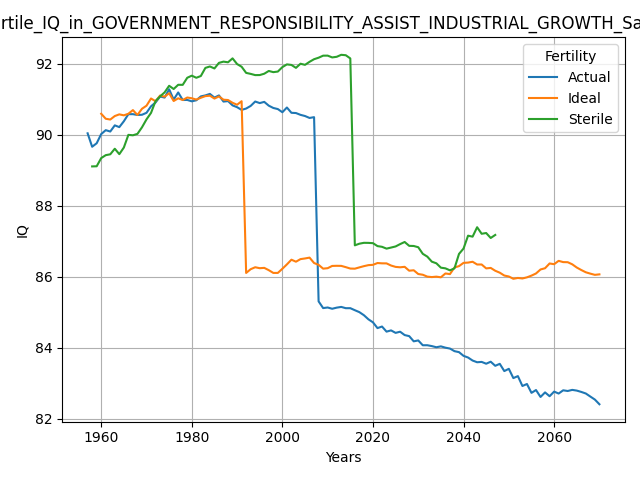 rtile_IQ_in_GOVERNMENT_RESPONSIBILITY_ASSIST_INDUSTRIAL_GROWTH_Sa
Fertility
Actual
Ideal
Sterile
IQ
92
90
88
86
84
82
1960
1980
2000
2020
2040
2060
Years